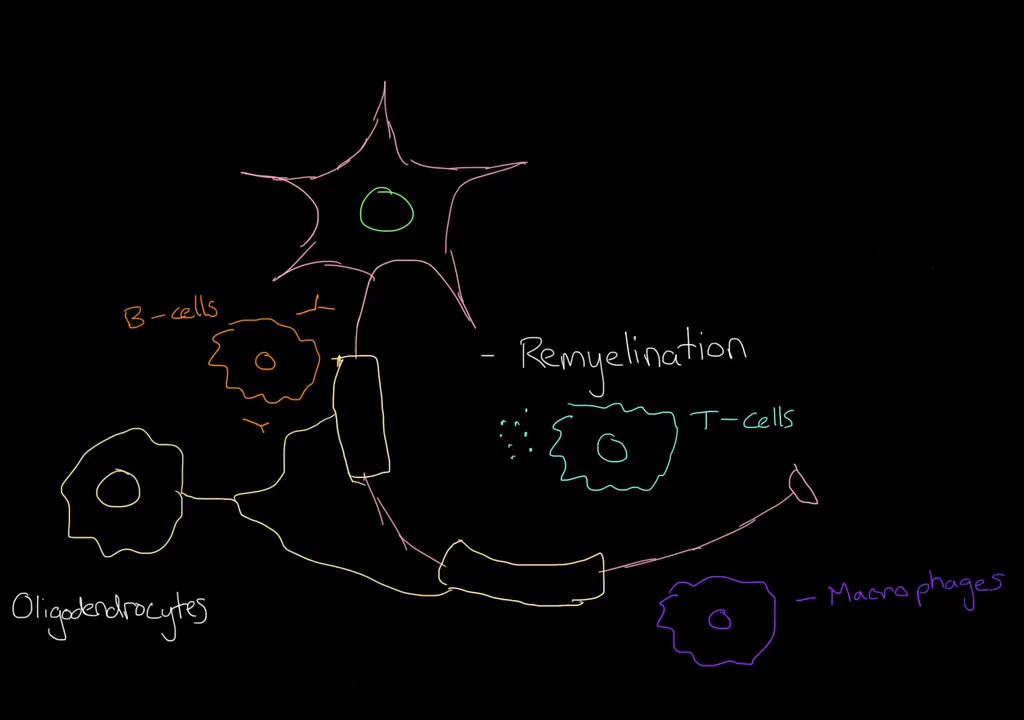 B-cells
- Remyelination
T-cells
Oligodendrocytes
- Macrophages